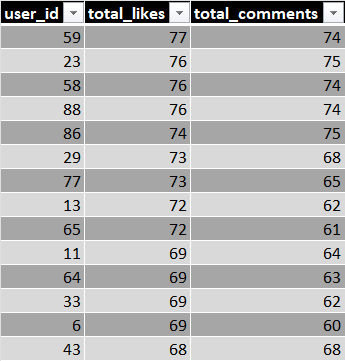 user_id total_likes total_comments
59 77 74
23 76 75
58 76 74
88 76 74
86 74 75
29 73 68
77 73 65
13 72 62
65 72 61
11 69 64
64 69 63
33 69 62
6 69 60
43 68 68